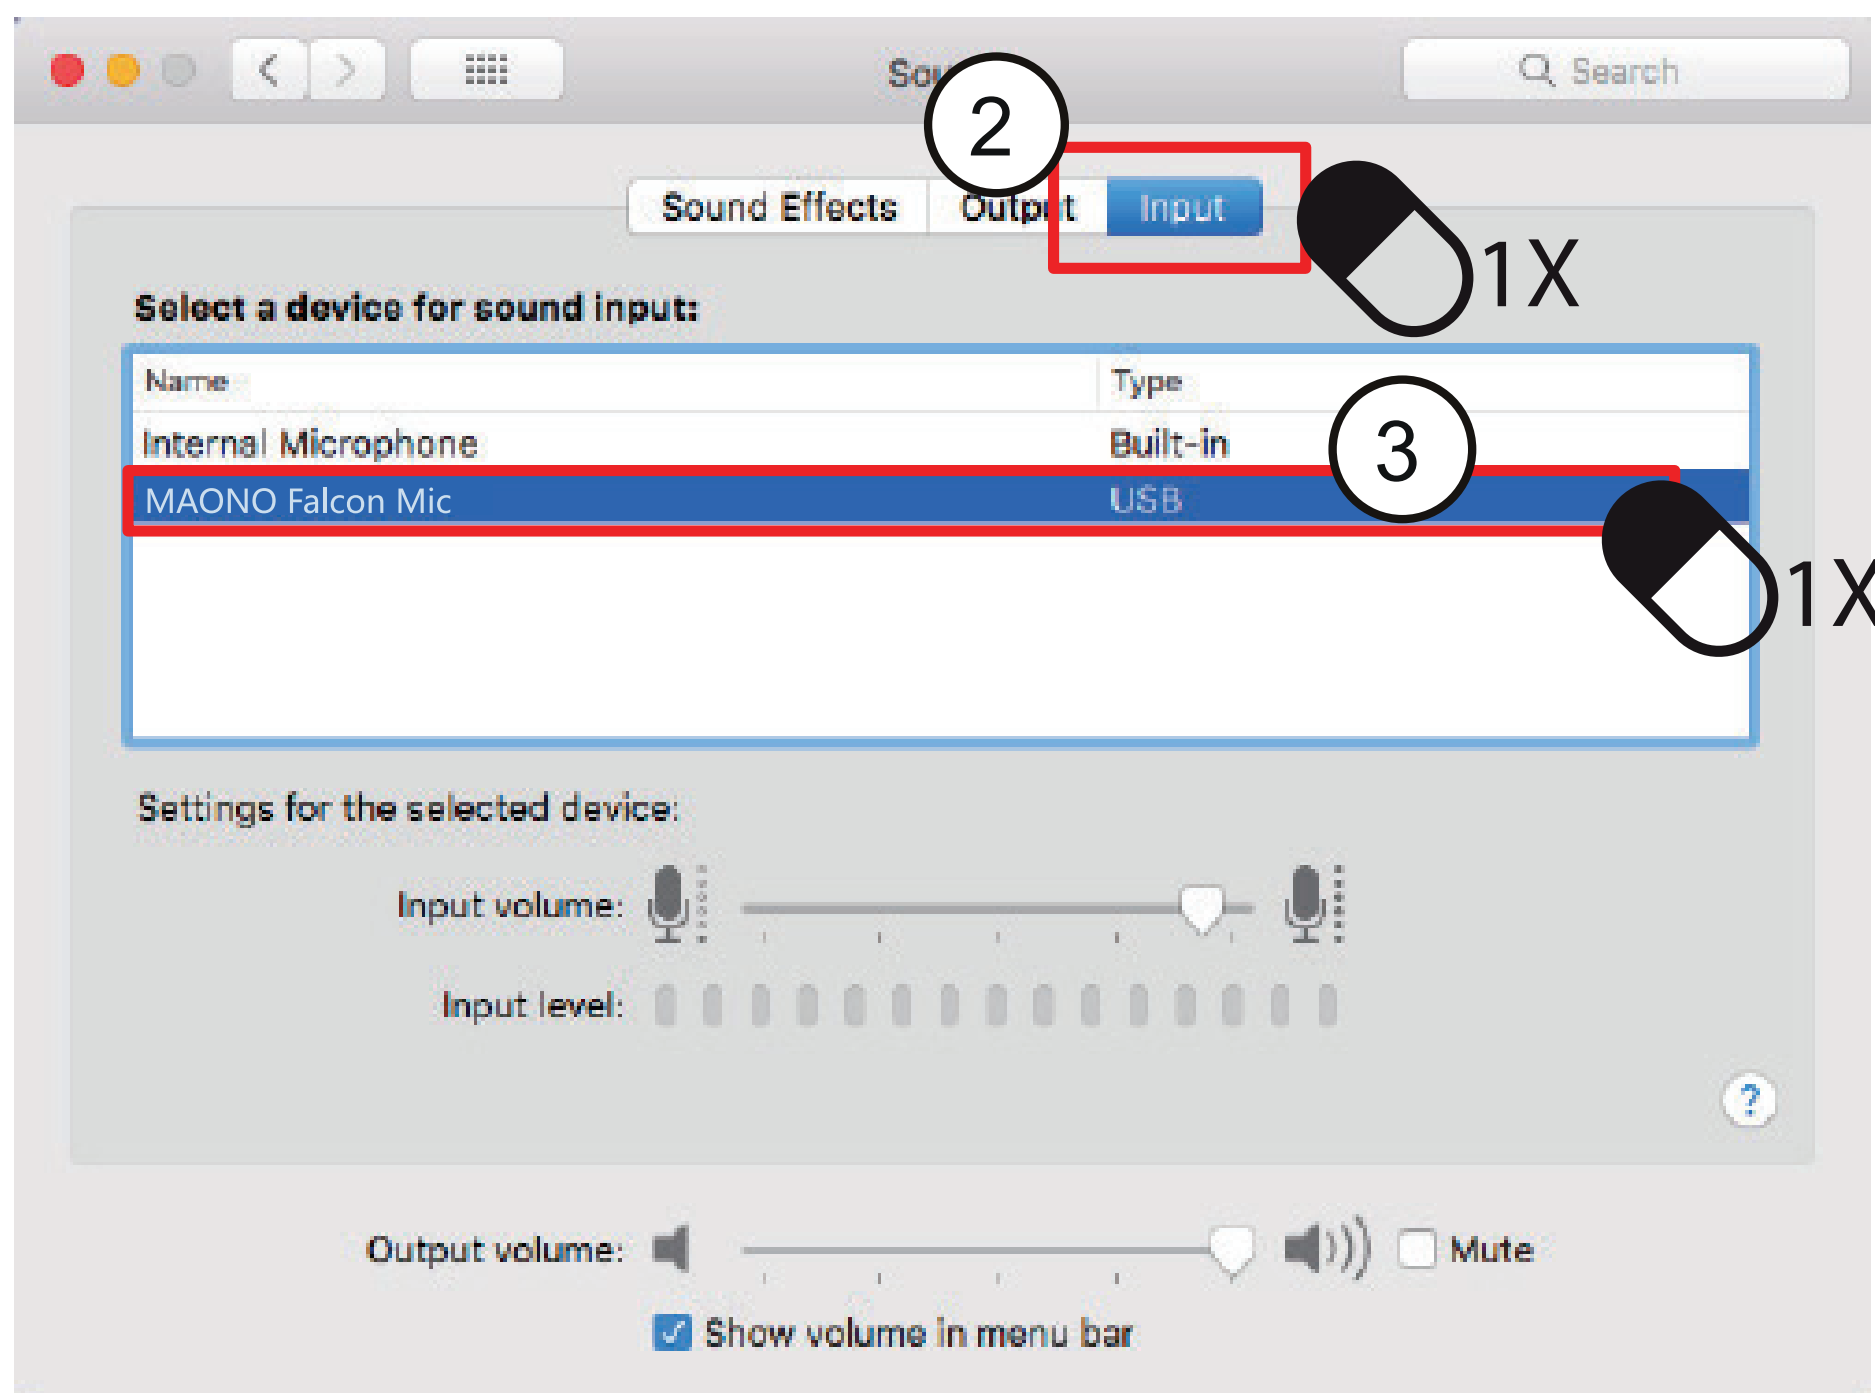 Sou
Search
2
Sound Effects Output Input
1X
Select a device for sound input:
Name Type
Internal Microphone Built-in
3
MAONO Falcon Mic USB
1X
Settings for the selected device:
Input volume:
Input level:
?
Output volume: Mute
Show volume in menu bar